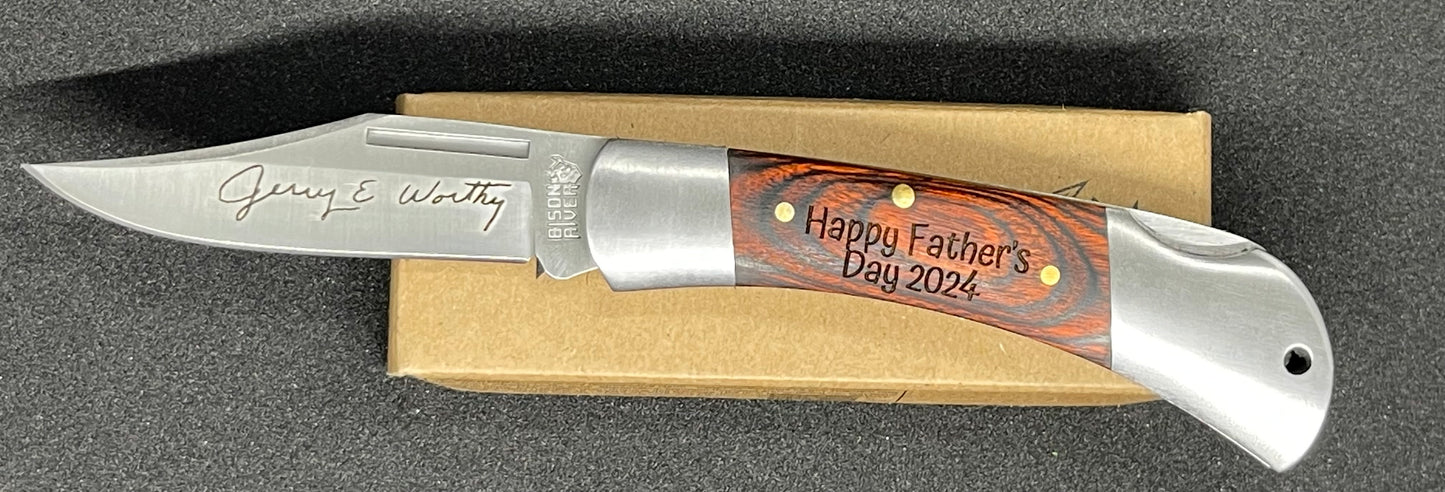 Jerry E Worthy
BISON
RIVER
Happy Father's
Day 2024